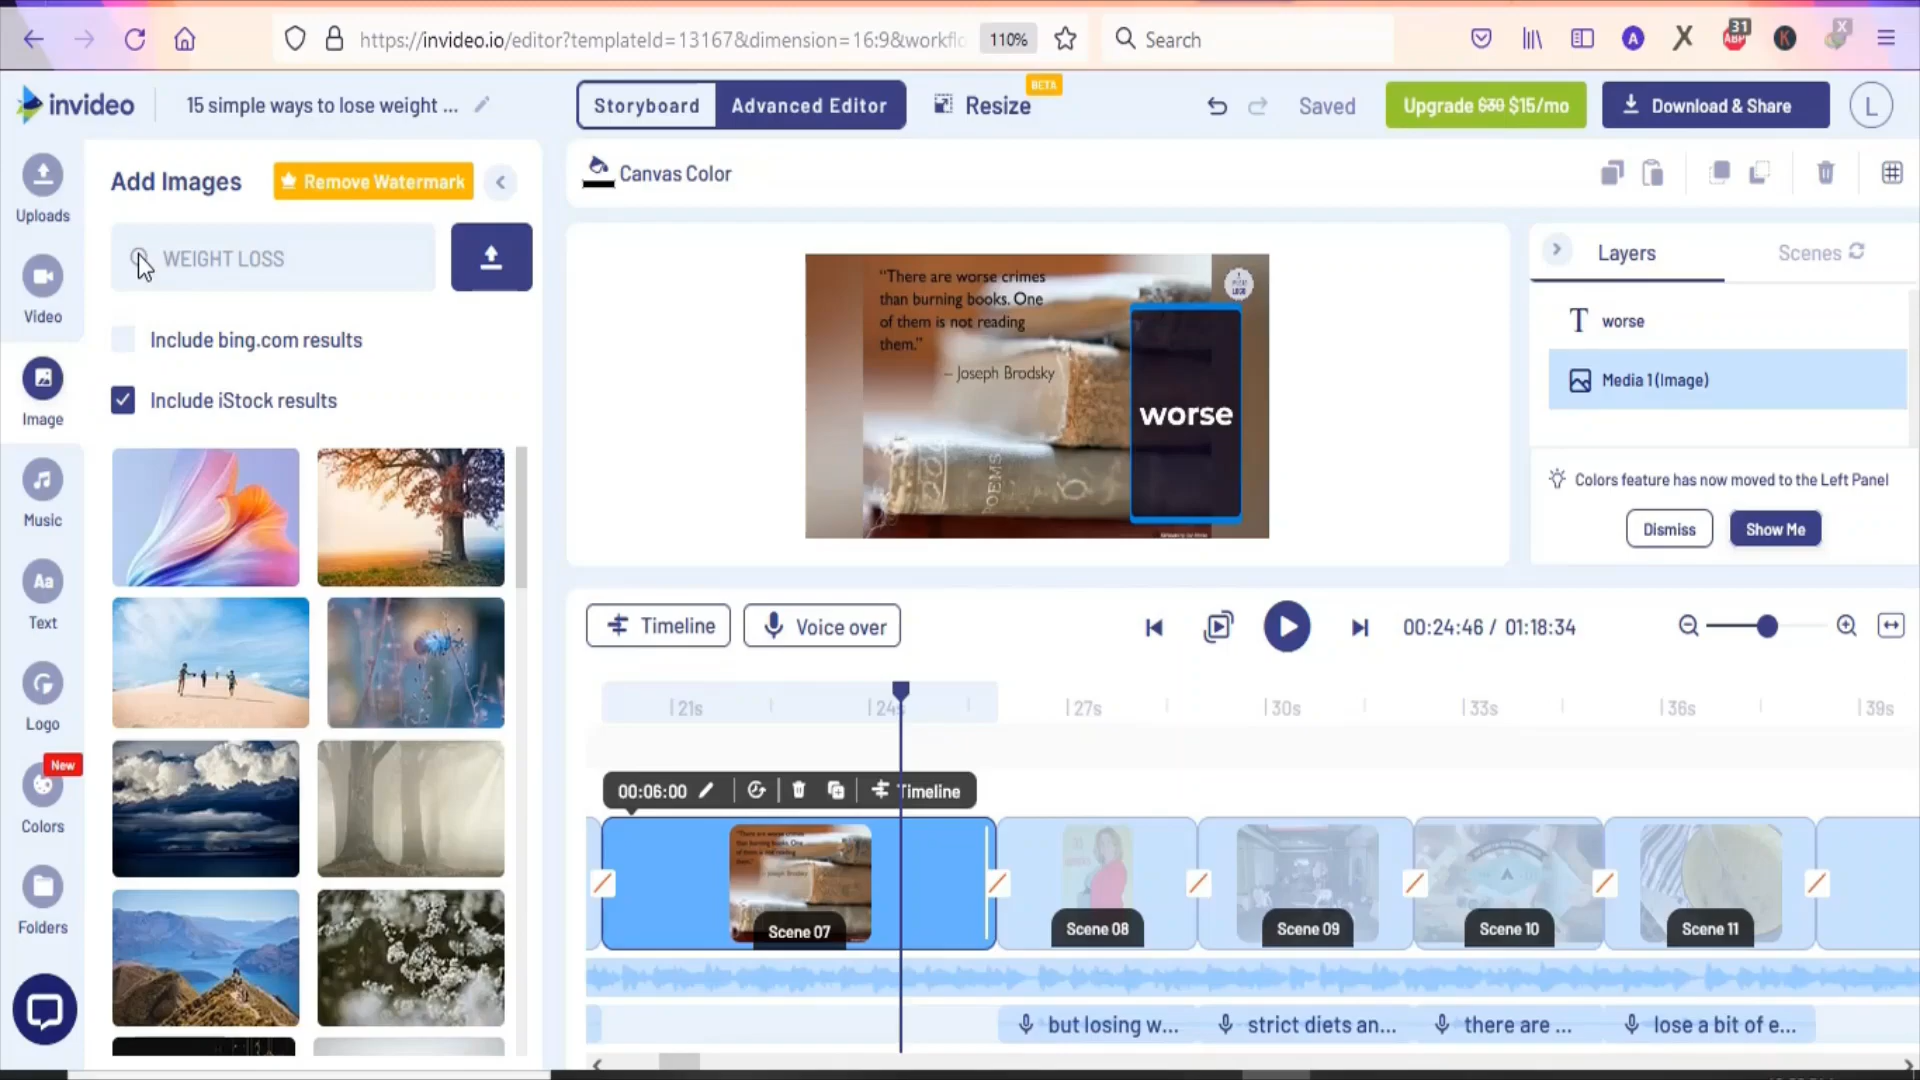 https://invideo.io/editor?templateId=13167&dimension=16:9&workflo
110%
Search
A
31
ABP
K
X
invideo
15 simple ways to lose weight ...
Storyboard
Advanced Editor
Resize
BETA
Saved
Upgrade $30 $15/mo
Download & Share
L
Uploads
Video
Image
Music
Aa
Text
Logo
New
Colors
Folders
Add Images
Remove Watermark
WEIGHT LOSS
Include bing.com results
Include iStock results
Canvas Color
“There are worse crimes
than burning books. One
of them is not reading
them.”
– Joseph Brodsky
POEMS
LOGO
worse
Layers
Scenes
T worse
Media 1(Image)
Colors feature has now moved to the Left Panel
Dismiss
Show Me
Timeline
Voice over
00:24:46 / 01:18:34
21s
24s
27s
30s
33s
36s
39s
00:06:00
Timeline
Scene 07
Scene 08
Scene 09
Scene 10
Scene 11
but losing w...
strict diets an...
there are ...
lose a bit of e...